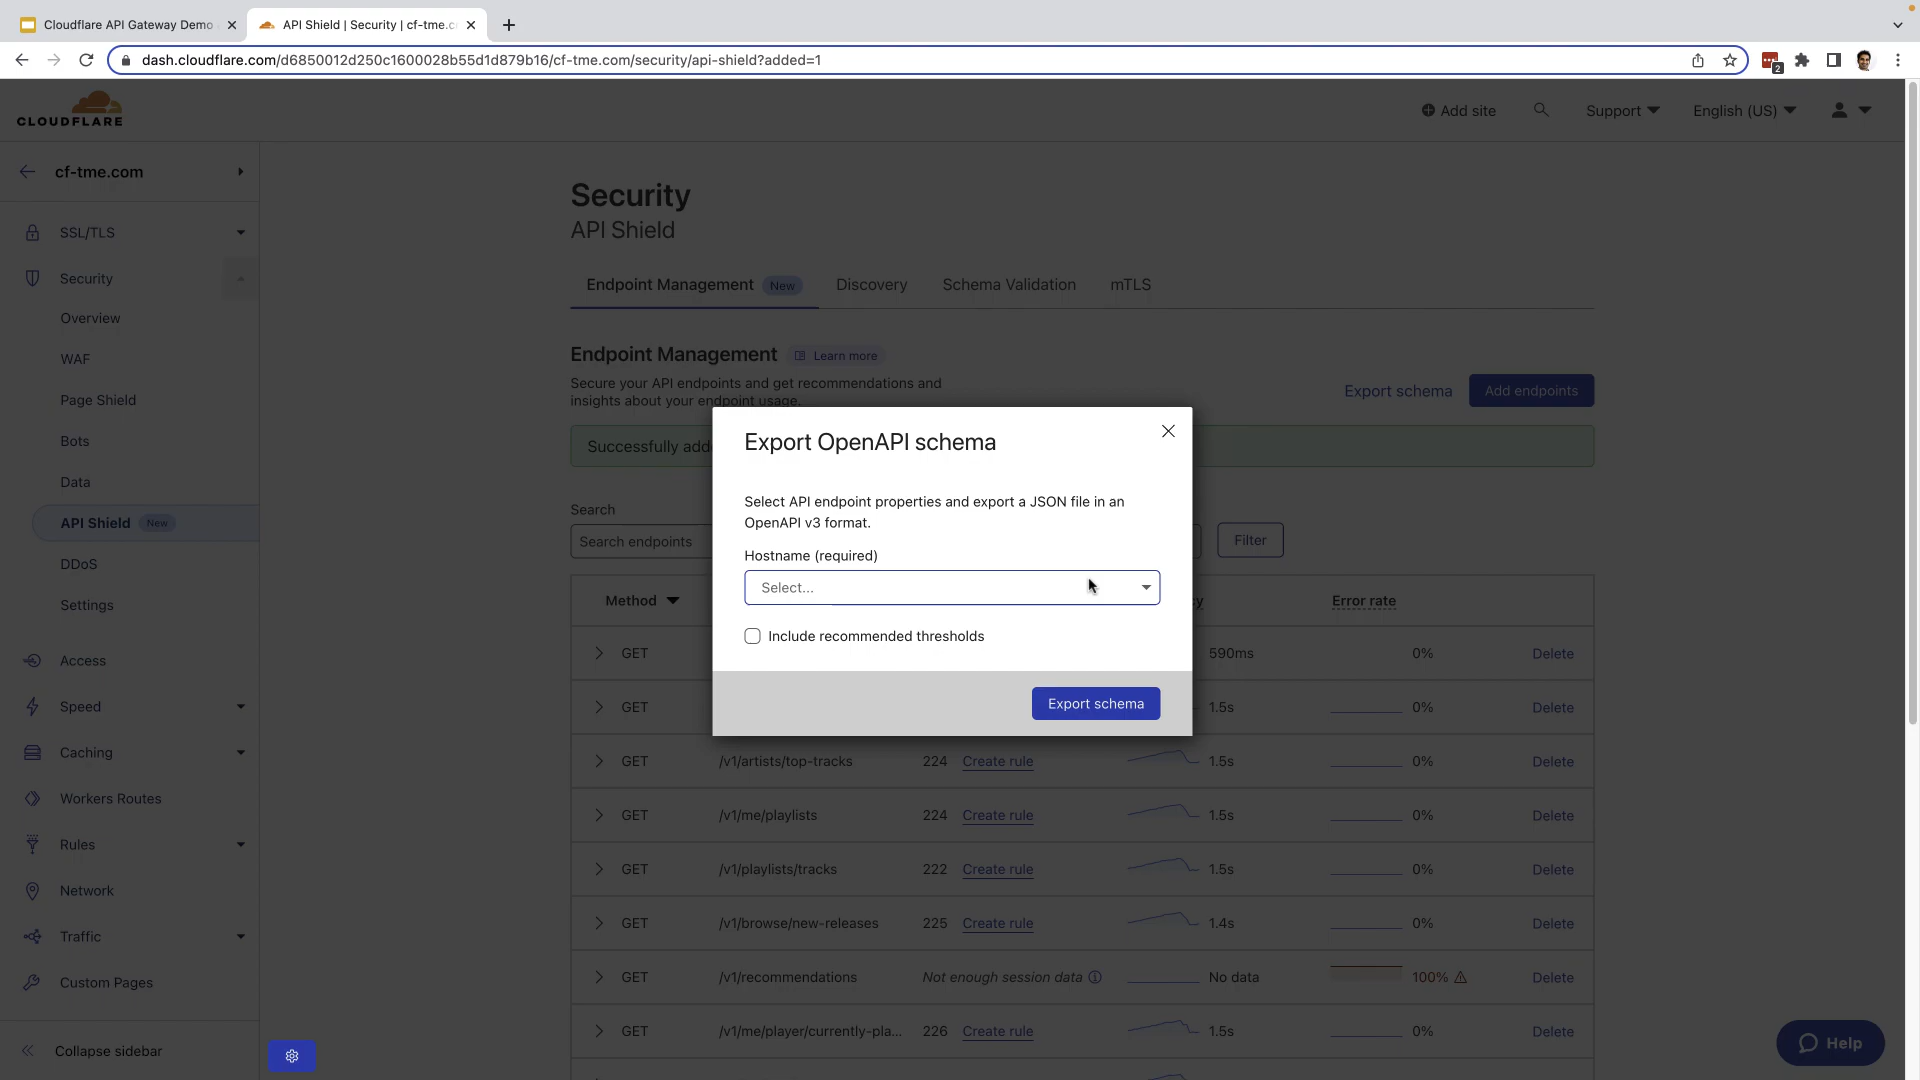 Cloudflare API Gateway Demo
API Shield | Security | cf-tme.c
dash.cloudflare.com/d6850012d250c1600028b55d1d879b16/cf-tme.com/security/api-shield?added=1
2
CLOUDFLARE
Add site
Support
English (US)
cf-tme.com
SSL/TLS
Security
Overview
WAF
Page Shield
Bots
Data
API Shield New
DDoS
Settings
Access
Speed
Caching
Workers Routes
Rules
Network
Traffic
Custom Pages
Collapse sidebar
Security
API Shield
Endpoint Management New Discovery Schema Validation mTLS
Endpoint Management Learn more
Secure your API endpoints and get recommendations and
insights about your endpoint usage.
Export schema Add endpoints
Successfully add
Search
Search endpoints
Filter
Export OpenAPI schema
Select API endpoint properties and export a JSON file in an
OpenAPI v3 format.
Hostname (required)
Select...
Include recommended thresholds
Export schema
Method cy Error rate
GET 590ms 0% Delete
GET 1.5s 0% Delete
GET /v1/artists/top-tracks 224 Create rule 1.5s 0% Delete
GET /v1/me/playlists 224 Create rule 1.5s 0% Delete
GET /v1/playlists/tracks 222 Create rule 1.5s 0% Delete
GET /v1/browse/new-releases 225 Create rule 1.4s 0% Delete
GET /v1/recommendations Not enough session data No data 100% Delete
GET /v1/me/player/currently-pla... 226 Create rule 1.5s 0% Delete
Help